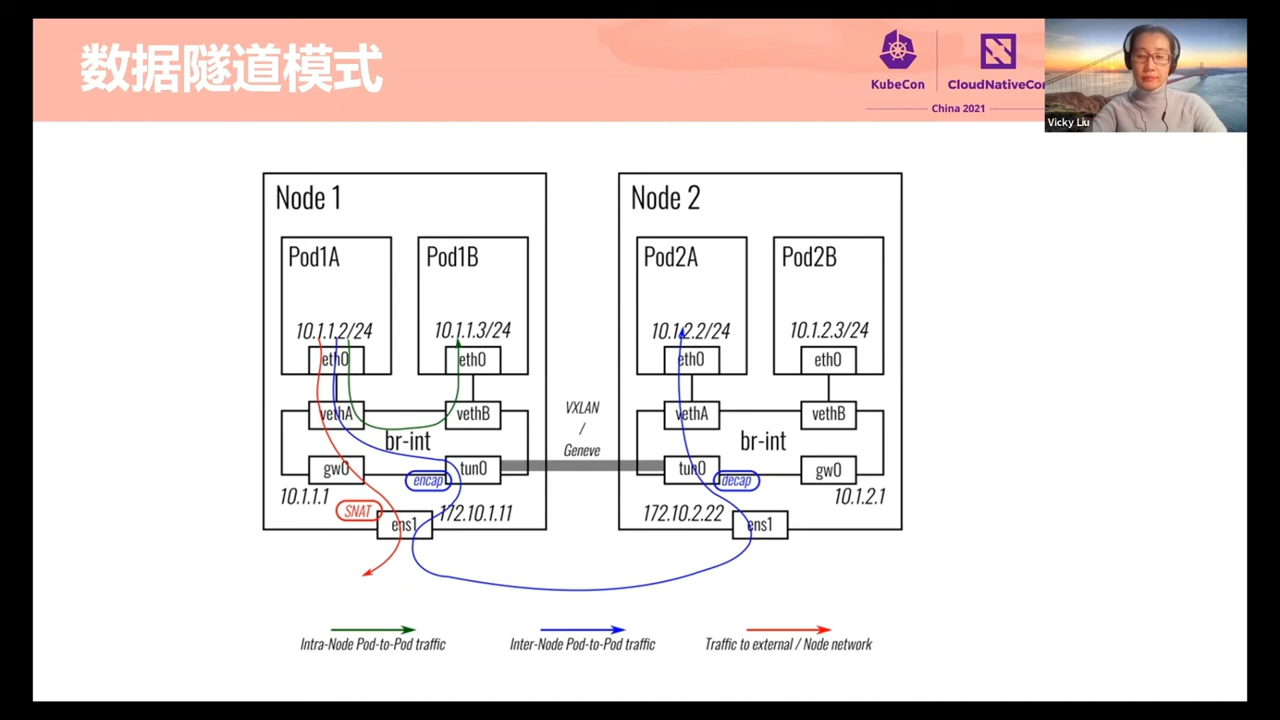 数据隧道模式
KubeCon
CloudNativeCon
China 2021
Vicky Liu
Node 1
Node 2
Pod1A
Pod1B
Pod2A
Pod2B
10.1.1.2/24
10.1.1.3/24
10.1.2.2/24
10.1.2.3/24
eth0
eth0
eth0
eth0
vethA
vethB
VXLAN
/
Geneve
vethA
vethB
br-int
br-int
gw0
tun0
tun0
gw0
encap
decap
10.1.1.1
10.1.2.1
SNAT
172.10.1.11
172.10.2.22
ens1
ens1
Intra-Node Pod-to-Pod traffic
Inter-Node Pod-to-Pod traffic
Traffic to external / Node network